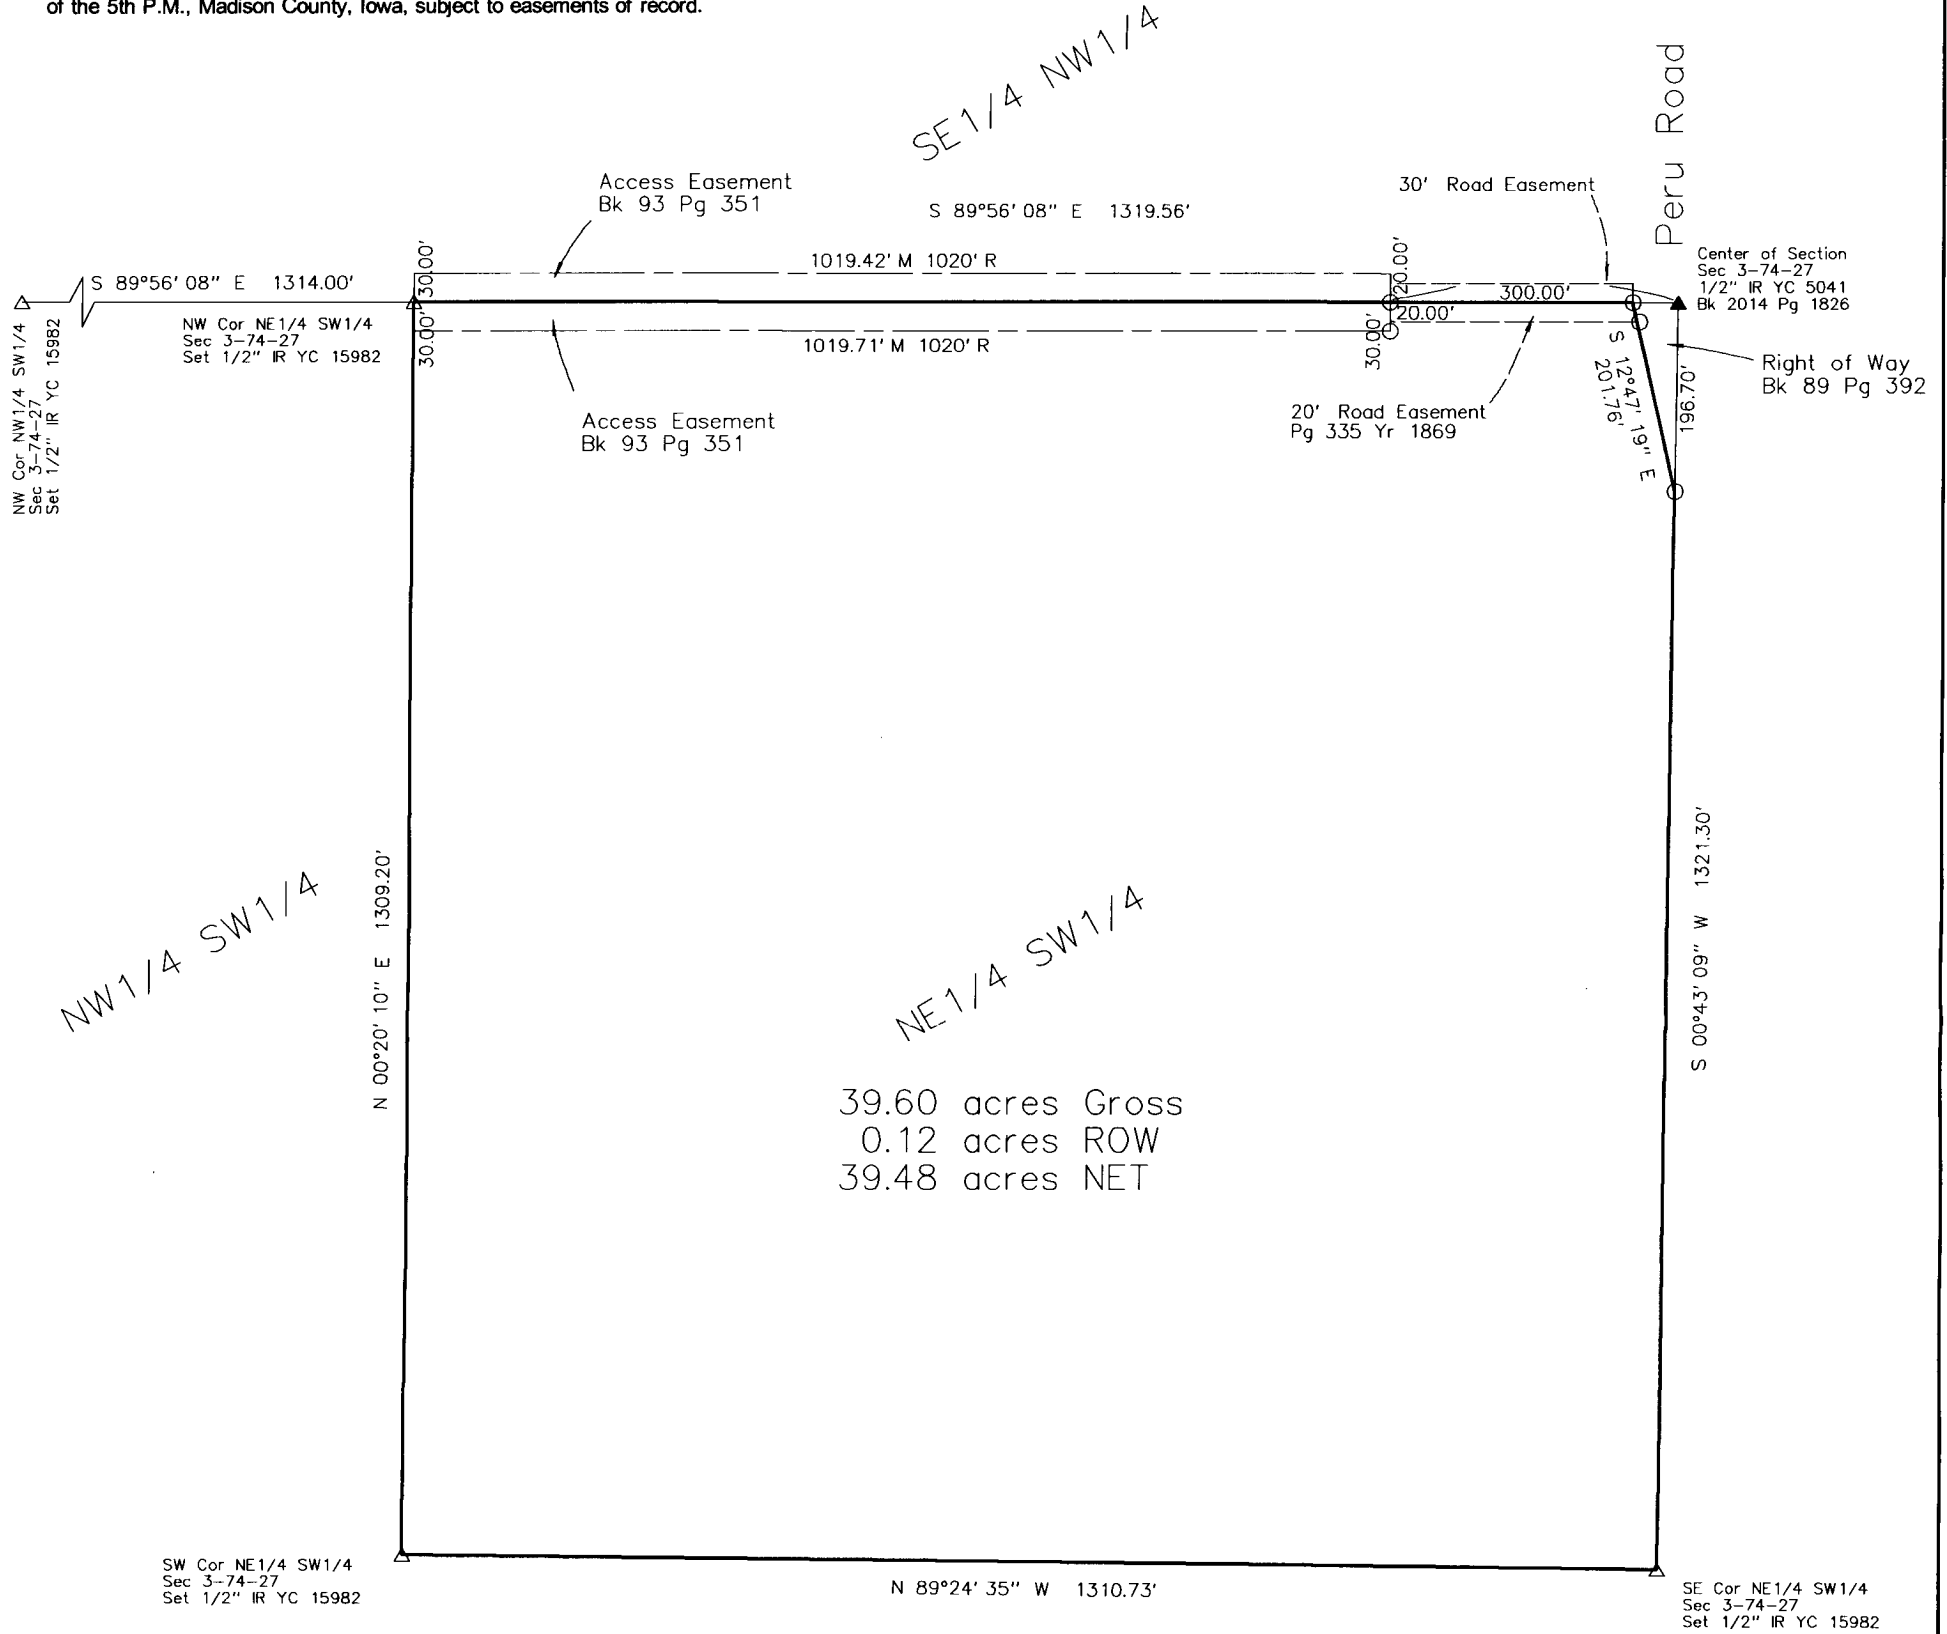 of the 5th P.M., Madison County, Iowa, subject to easements of record.
SE1/4 NW1/4
Peru Road
Access Easement
Bk 93 Pg 351
S 89°56'08" E 1319.56'
30' Road Easement
Center of Section
Sec 3-74-27
1/2" IR YC 5041
Bk 2014 Pg 1826
S 89°56'08" E 1314.00'
30.00'
1019.42' M 1020' R
20.00'
300.00'
NW Cor NW1/4 SW1/4
Sec 3-74-27
Set 1/2" IR YC 15982
NW Cor NE1/4 SW1/4
Sec 3-74-27
Set 1/2" IR YC 15982
30.00'
1019.71' M 1020' R
30.00'
20.00'
S 12°47'19" E
201.76'
196.70'
Right of Way
Bk 89 Pg 392
Access Easement
Bk 93 Pg 351
20' Road Easement
Pg 335 Yr 1869
NW1/4 SW1/4
N 00°20'10" E 1309.20'
NE1/4 SW1/4
S 00°43'09" W 1321.30'
39.60 acres Gross
0.12 acres ROW
39.48 acres NET
SW Cor NE1/4 SW1/4
Sec 3-74-27
Set 1/2" IR YC 15982
N 89°24'35" W 1310.73'
SE Cor NE1/4 SW1/4
Sec 3-74-27
Set 1/2" IR YC 15982